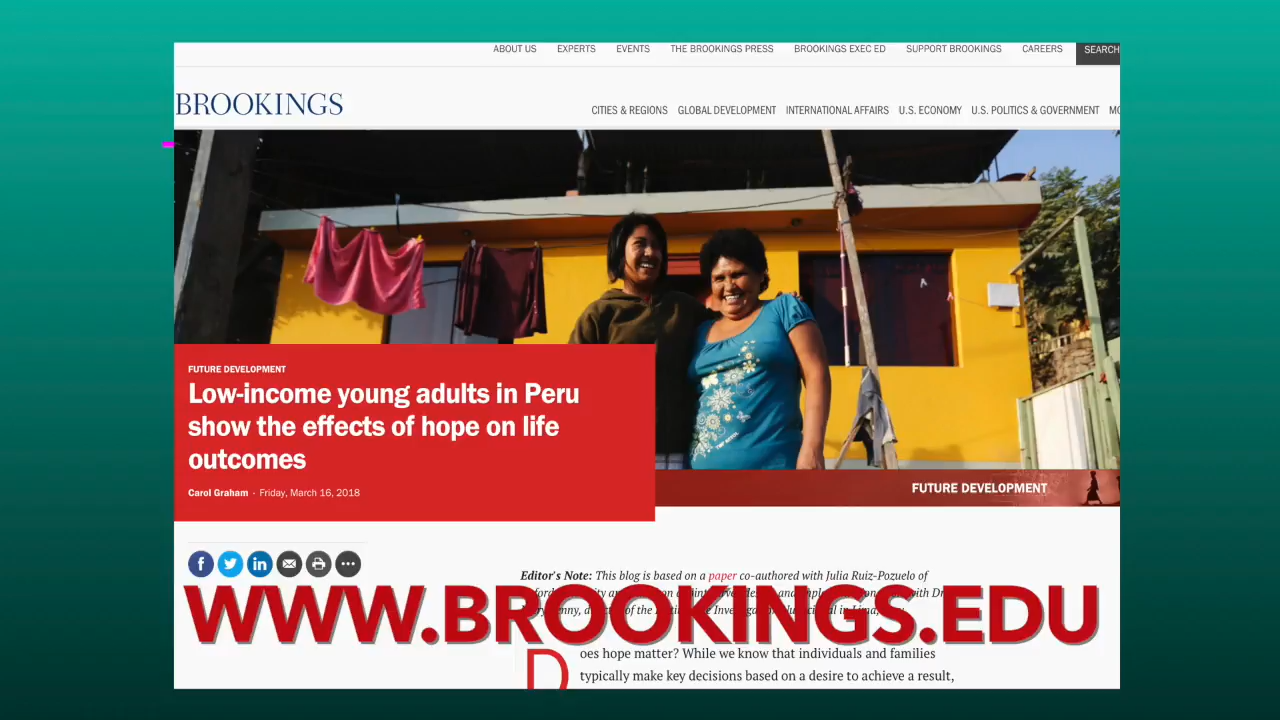 ABOUT US EXPERTS EVENTS THE BROOKINGS PRESS BROOKINGS EXEC ED SUPPORT BROOKINGS CAREERS SEARCH
BROOKINGS
CITIES & REGIONS GLOBAL DEVELOPMENT INTERNATIONAL AFFAIRS U.S. ECONOMY U.S. POLITICS & GOVERNMENT
FUTURE DEVELOPMENT
Low-income young adults in Peru
show the effects of hope on life
outcomes
Carol Graham · Friday, March 16, 2018
FUTURE DEVELOPMENT
Editor's Note: This blog is based on a paper co-authored with Julia Ruiz-Pozuelo of
WWW.BROOKINGS.EDU
Does hope matter? While we know that individuals and families
typically make key decisions based on a desire to achieve a result,